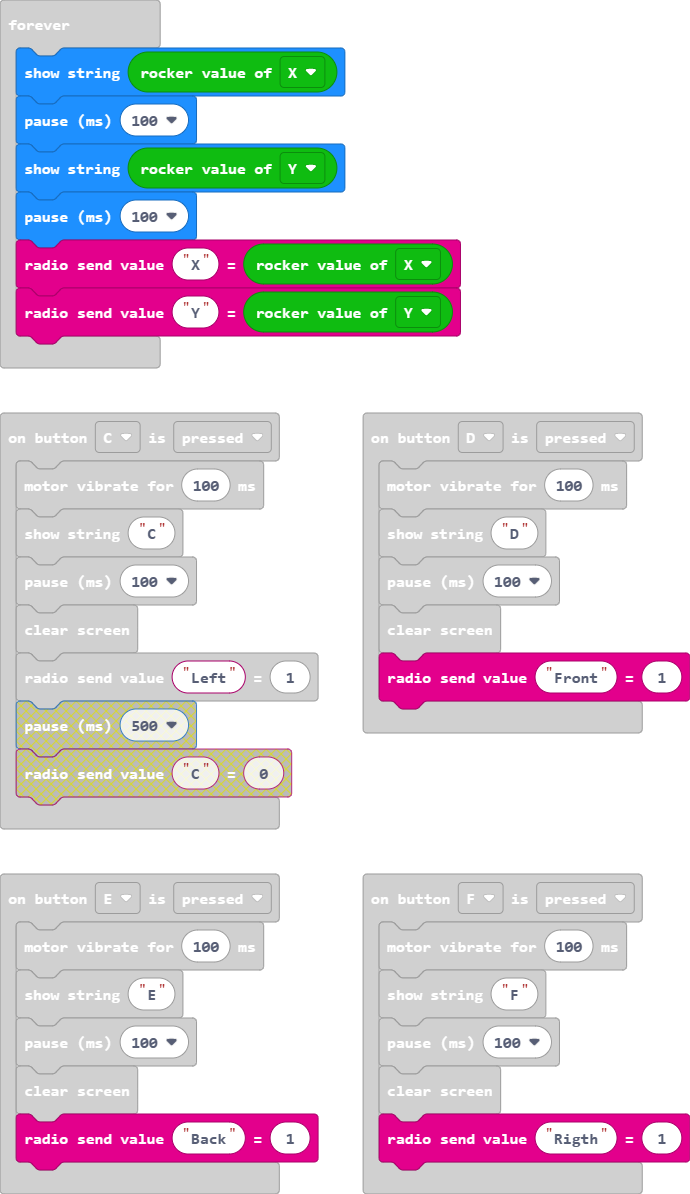 forever
show string rocker value of X
pause (ms) 100
show string rocker value of Y
pause (ms) 100
radio send value "X" = rocker value of X
radio send value "Y" = rocker value of Y
on button C is pressed
motor vibrate for 100 ms
show string "C"
pause (ms) 100
clear screen
radio send value "Left" = 1
pause (ms) 500
radio send value "C" = 0
on button D is pressed
motor vibrate for 100 ms
show string "D"
pause (ms) 100
clear screen
radio send value "Front" = 1
on button E is pressed
motor vibrate for 100 ms
show string "E"
pause (ms) 100
clear screen
radio send value "Back" = 1
on button F is pressed
motor vibrate for 100 ms
show string "F"
pause (ms) 100
clear screen
radio send value "Rigth" = 1